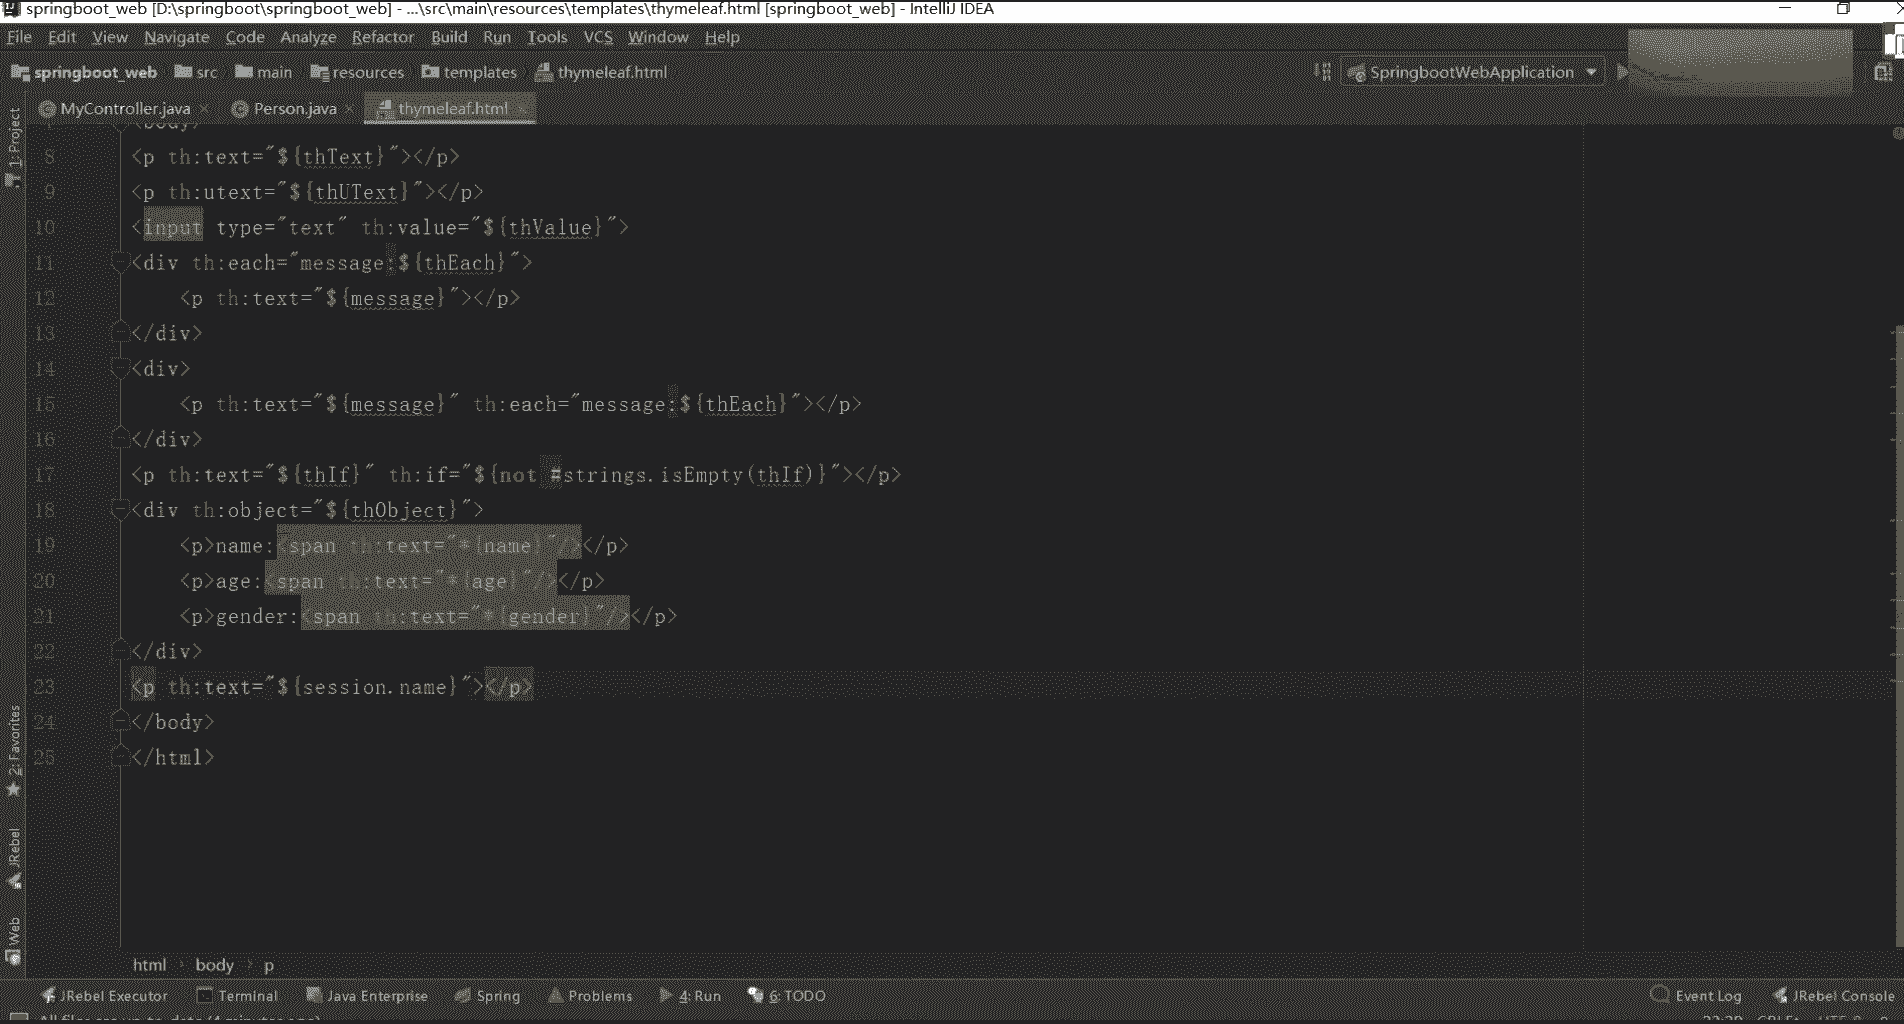 springboot_web [D:\springboot\springboot_web] - ...\src\main\resources\templates\thymeleaf.html [springboot_web] - IntelliJ IDEA
File Edit View Navigate Code Analyze Refactor Build Run Tools VCS Window Help
springboot_web src main resources templates thymeleaf.html SpringbootWebApplication
MyController.java Person.java thymeleaf.html
1: Project
<body>
8 <p th:text="${thText}"></p>
9 <p th:utext="${thUText}"></p>
10 <input type="text" th:value="${thValue}">
11 <div th:each="message:${thEach}">
12 <p th:text="${message}"></p>
13 </div>
14 <div>
15 <p th:text="${message}" th:each="message:${thEach}"></p>
16 </div>
17 <p th:text="${thIf}" th:if="${not #strings.isEmpty(thIf)}"></p>
18 <div th:object="${thObject}">
19 <p>name:<span th:text="*{name}"/></p>
20 <p>age:<span th:text="*{age}"/></p>
21 <p>gender:<span th:text="*{gender}"/></p>
22 </div>
23 <p th:text="${session.name}"></p>
24 </body>
25 </html>
2: Favorites
JRebel
Web
html body p
JRebel Executor Terminal Java Enterprise Spring Problems 4: Run 6: TODO Event Log JRebel Console